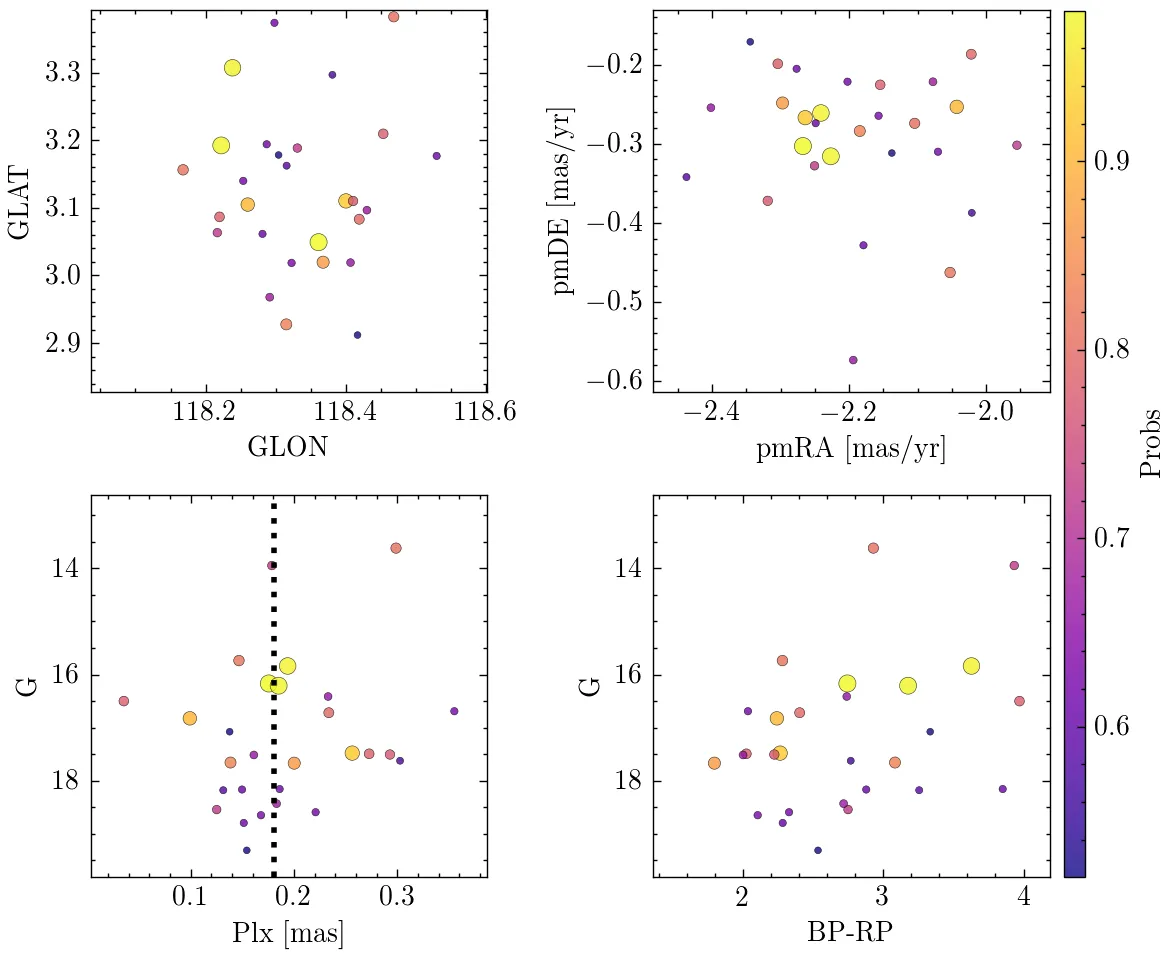 3.3
3.2
3.1
3.0
2.9
GLAT
118.2 118.4 118.6
GLON
−0.2
−0.3
−0.4
−0.5
−0.6
pmDE [mas/yr]
−2.4 −2.2 −2.0
pmRA [mas/yr]
14
16
18
G
0.1 0.2 0.3
Plx [mas]
14
16
18
G
2 3 4
BP-RP
0.9
0.8
0.7
0.6
Probs